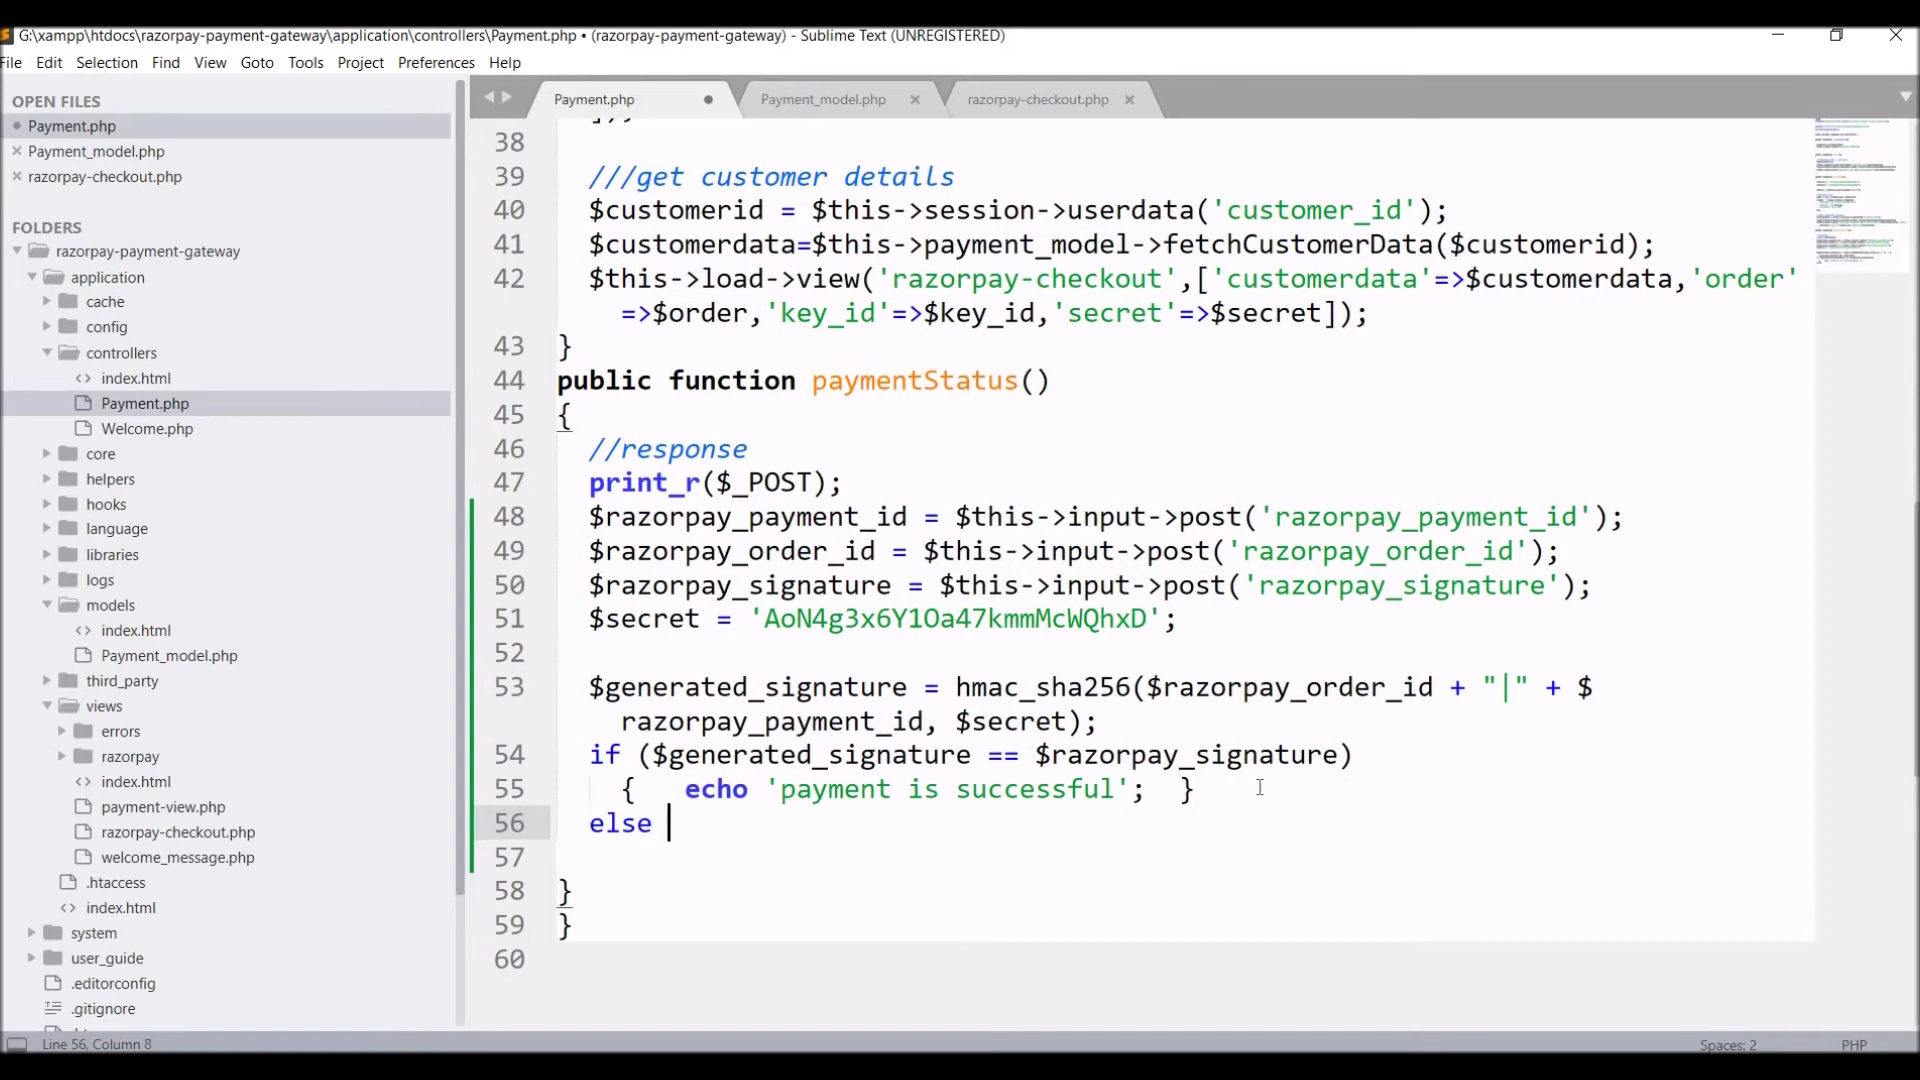 G:\xampp\htdocs\razorpay-payment-gateway\application\controllers\Payment.php • (razorpay-payment-gateway) - Sublime Text (UNREGISTERED)
File Edit Selection Find View Goto Tools Project Preferences Help
OPEN FILES
Payment.php
Payment_model.php
razorpay-checkout.php
FOLDERS
razorpay-payment-gateway
application
cache
config
controllers
index.html
Payment.php
Welcome.php
core
helpers
hooks
language
libraries
logs
models
index.html
Payment_model.php
third_party
views
errors
razorpay
index.html
payment-view.php
razorpay-checkout.php
welcome_message.php
.htaccess
index.html
system
user_guide
.editorconfig
.gitignore
Payment.php Payment_model.php razorpay-checkout.php
38
39 ///get customer details
40 $customerid = $this->session->userdata('customer_id');
41 $customerdata=$this->payment_model->fetchCustomerData($customerid);
42 $this->load->view('razorpay-checkout',['customerdata'=>$customerdata,'order'
=>$order,'key_id'=>$key_id,'secret'=>$secret]);
43 }
44 public function paymentStatus()
45 {
46 //response
47 print_r($_POST);
48 $razorpay_payment_id = $this->input->post('razorpay_payment_id');
49 $razorpay_order_id = $this->input->post('razorpay_order_id');
50 $razorpay_signature = $this->input->post('razorpay_signature');
51 $secret = 'AoN4g3x6Y1Oa47kmmMcWQhxD';
52
53 $generated_signature = hmac_sha256($razorpay_order_id + "|" + $
razorpay_payment_id, $secret);
54 if ($generated_signature == $razorpay_signature)
55 { echo 'payment is successful'; }
56 else
57
58 }
59 }
60
Line 56, Column 8
Spaces: 2
PHP